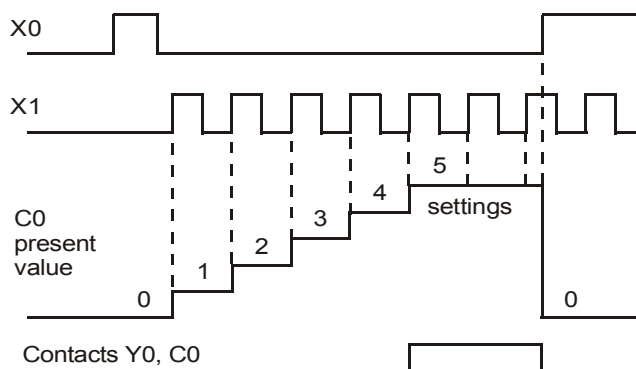 X0
X1
C0
present
value
0
1
2
3
4
5
settings
0
Contacts Y0, C0